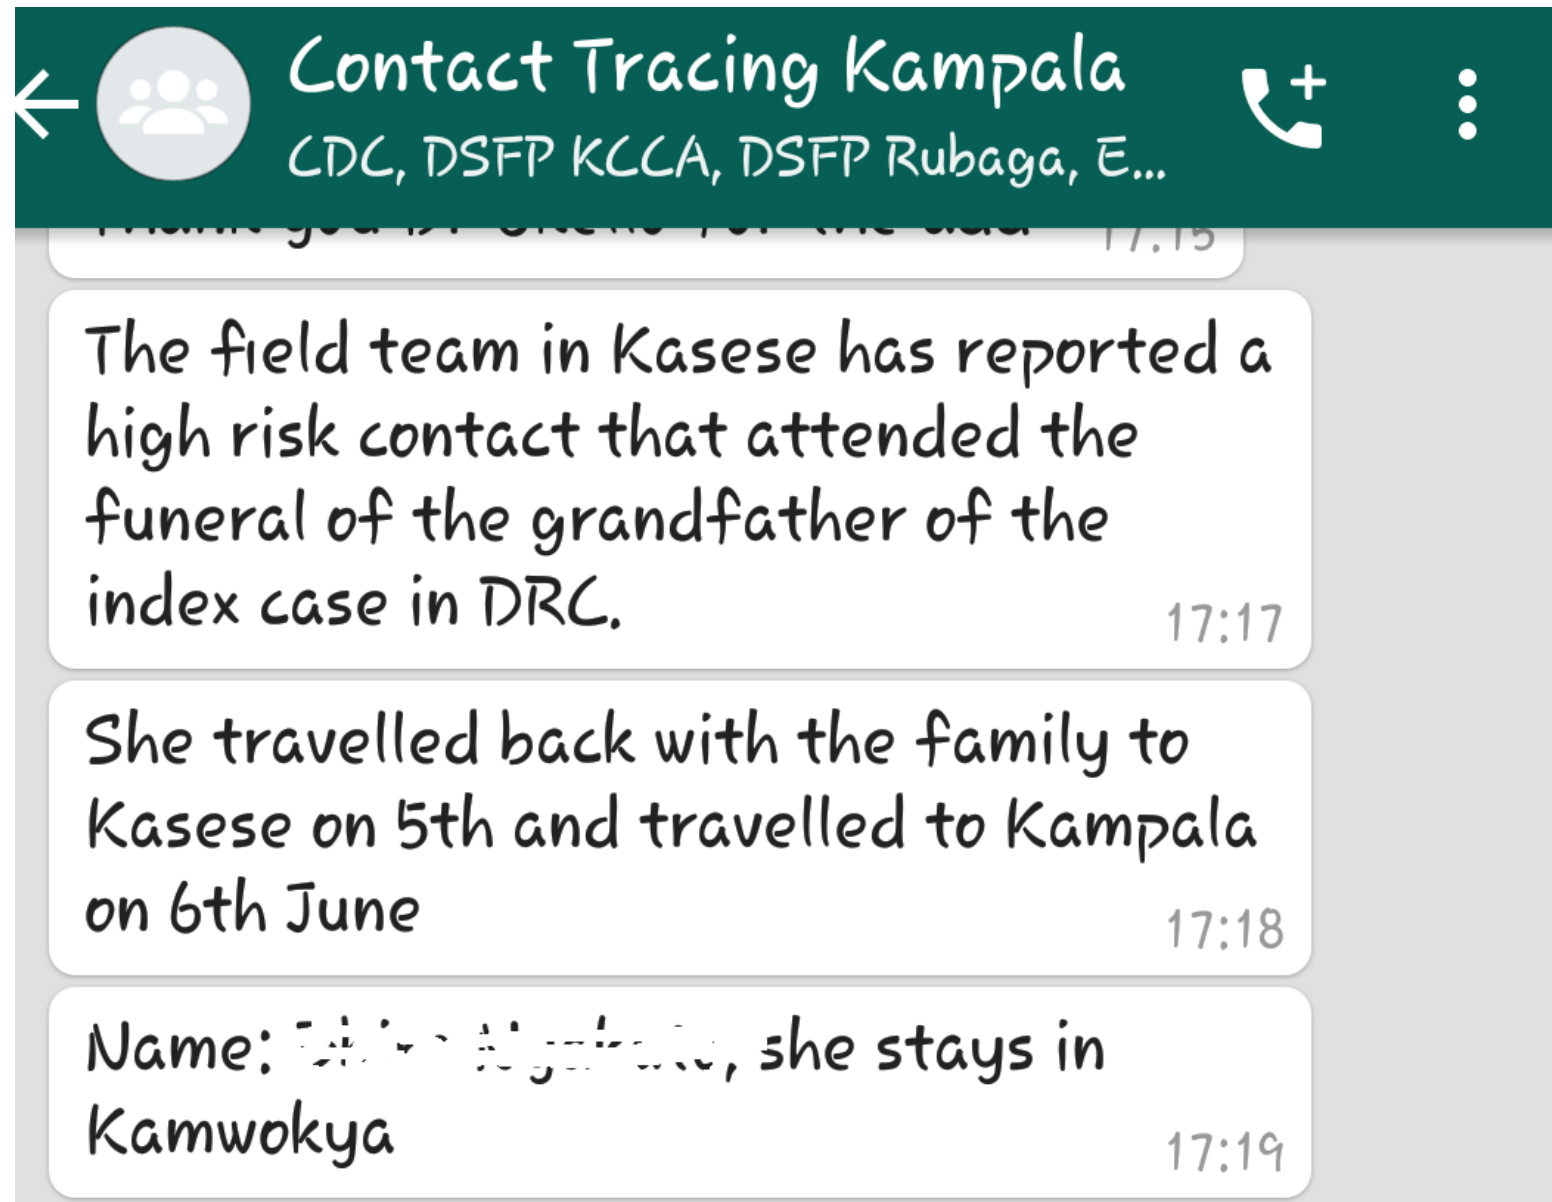 Contact Tracing Kampala
CDC, DSFP KCCA, DSFP Rubaga, E...
17:15
The field team in Kasese has reported a
high risk contact that attended the
funeral of the grandfather of the
index case in DRC.
17:17
She travelled back with the family to
Kasese on 5th and travelled to Kampala
on 6th June
17:18
Name: , she stays in
Kamwokya
17:19